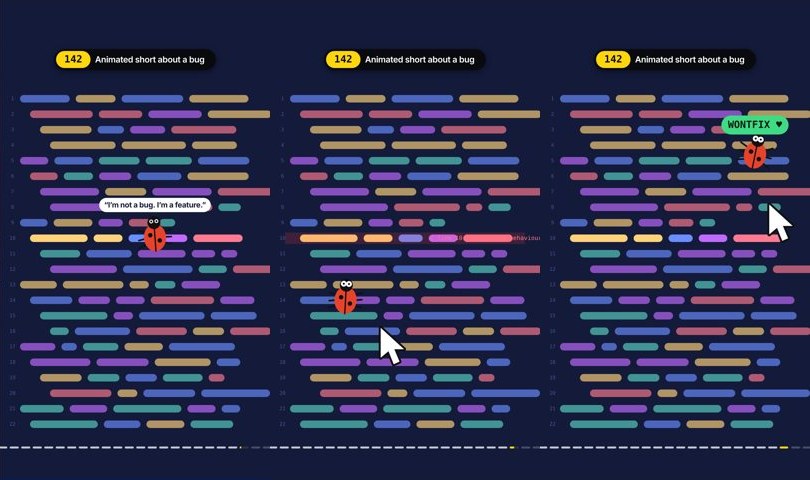 142 Animated short about a bug
142 Animated short about a bug
142 Animated short about a bug
WONTFIX ♥
"I'm not a bug. I'm a feature."